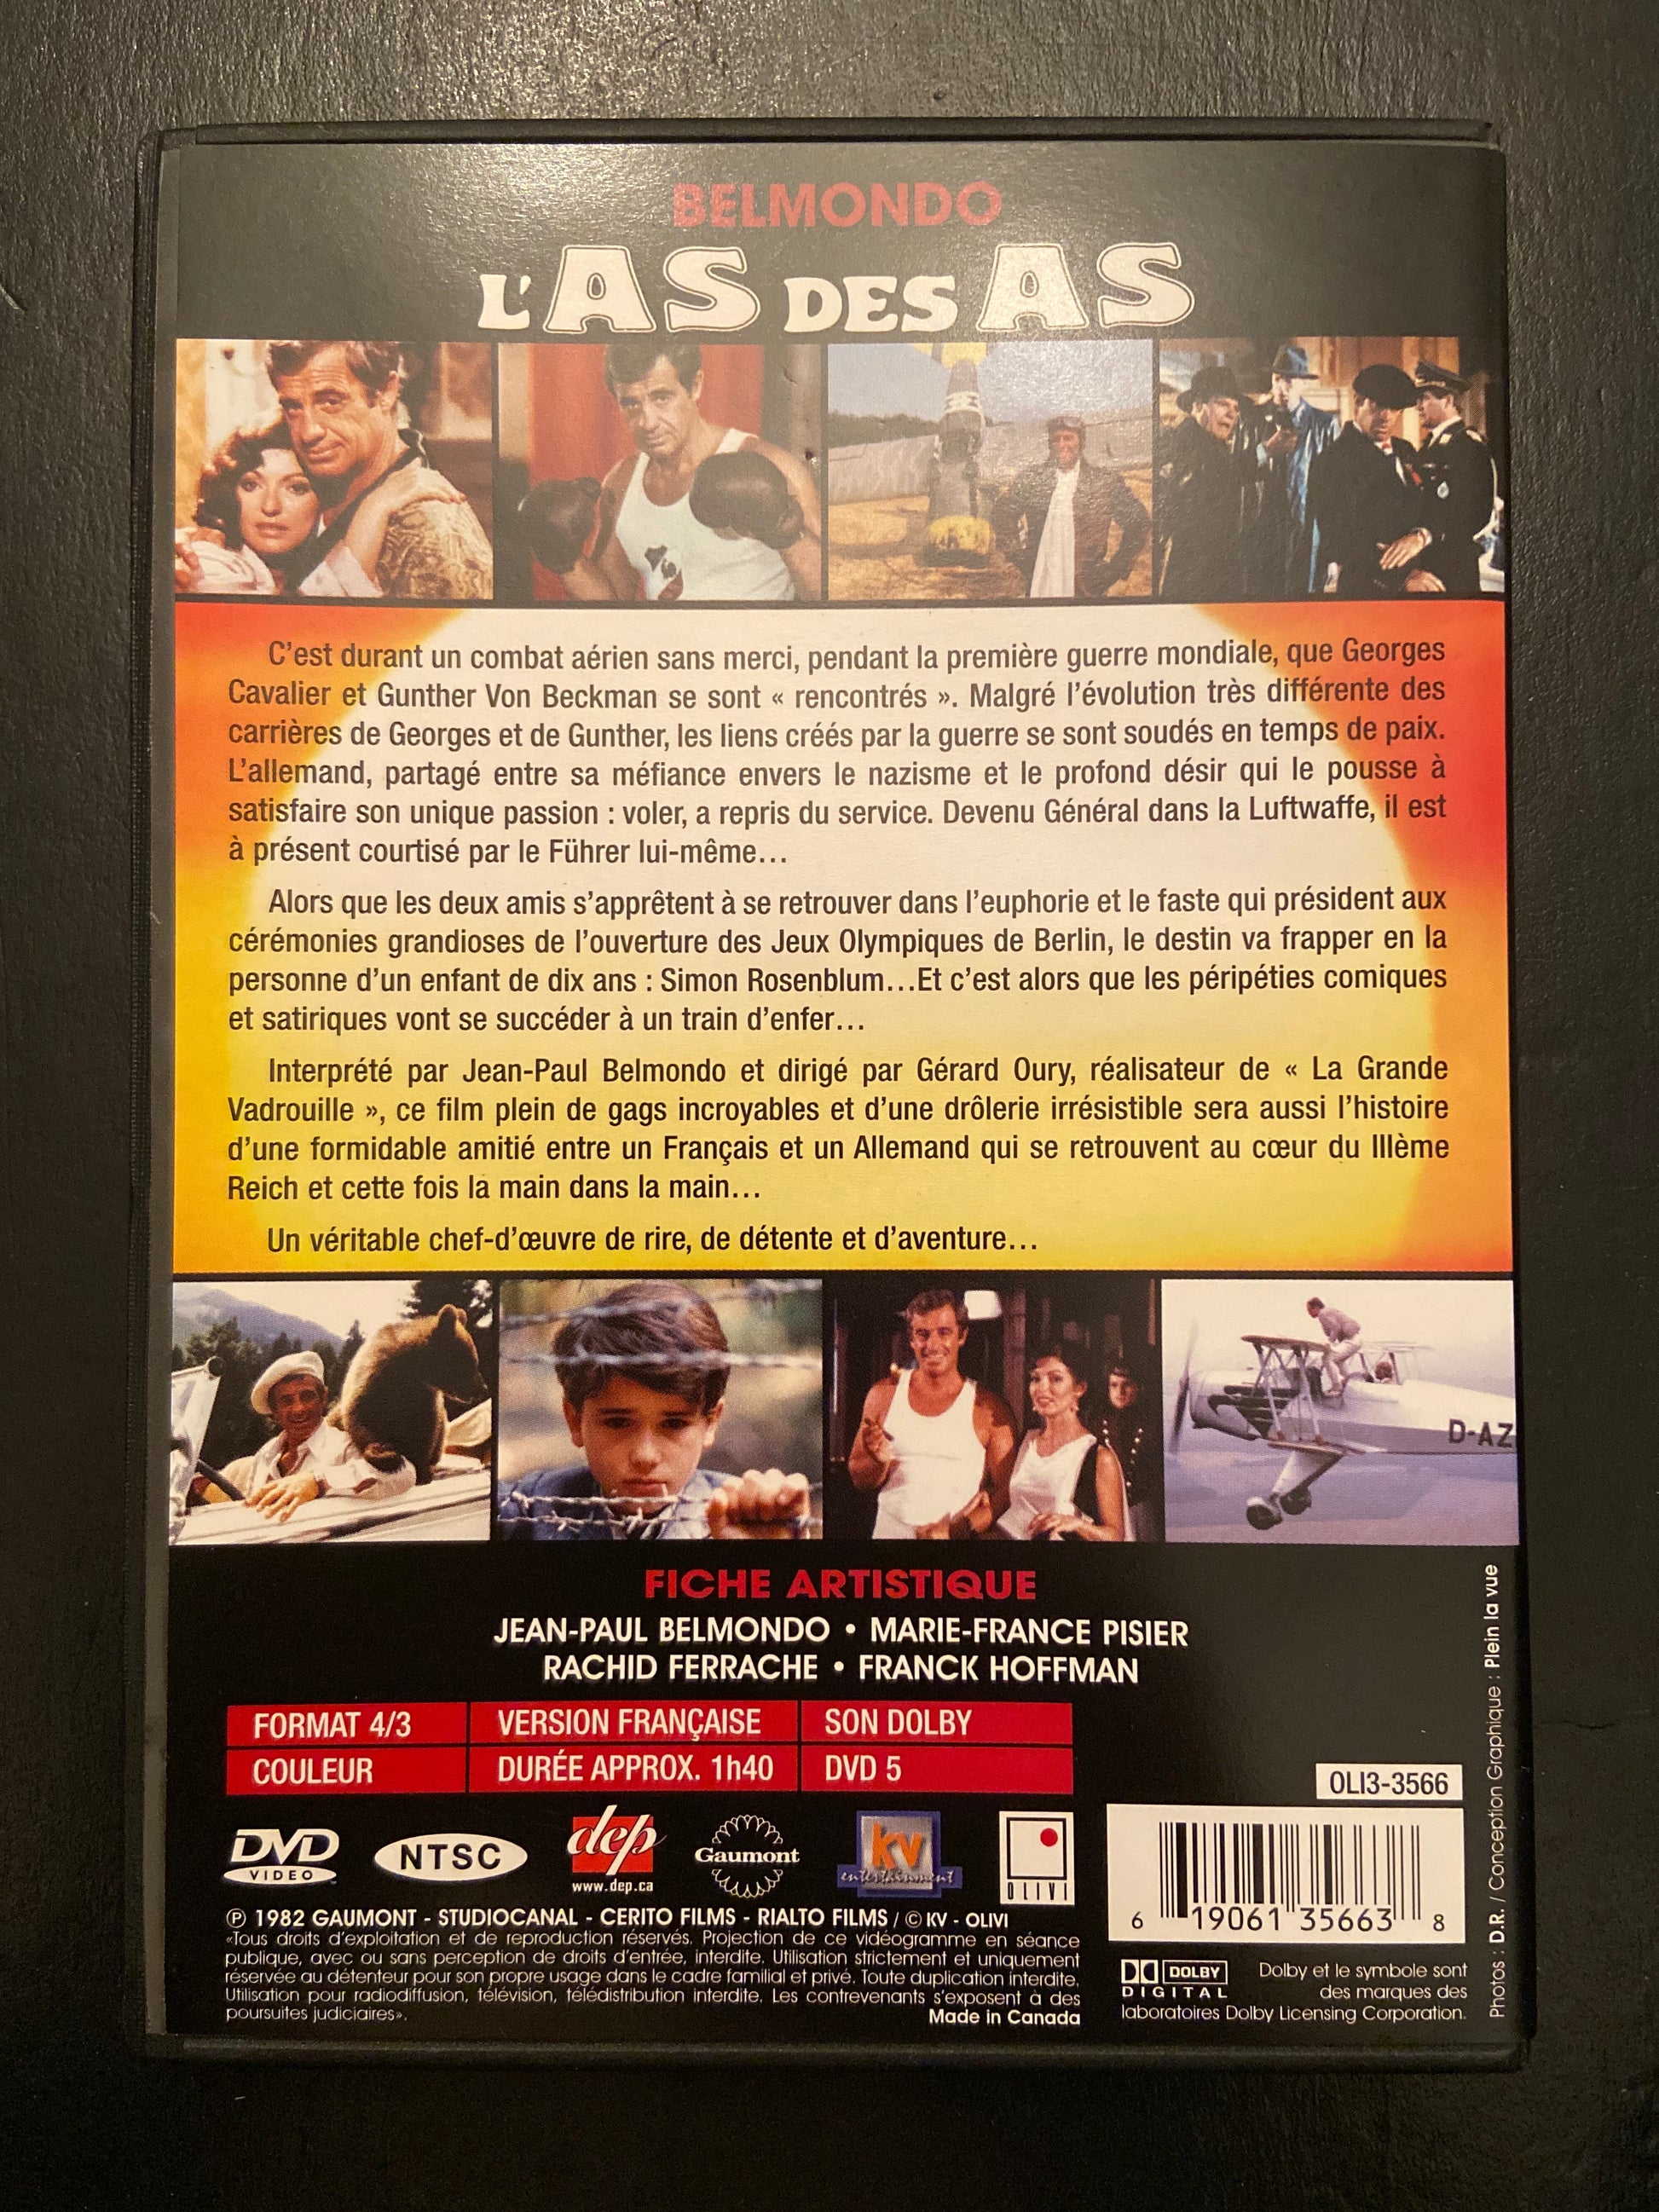 BELMONDO
L'AS DES AS
C'est durant un combat aérien sans merci, pendant la première guerre mondiale, que Georges
Cavalier et Gunther Von Beckman se sont « rencontrés ». Malgré l'évolution très différente des
carrières de Georges et de Gunther, les liens créés par la guerre se sont soudés en temps de paix.
L'allemand, partagé entre sa méfiance envers le nazisme et le profond désir qui le pousse à
satisfaire son unique passion : voler, a repris du service. Devenu Général dans la Luftwaffe, il est
à présent courtisé par le Führer lui-même...
Alors que les deux amis s'apprêtent à se retrouver dans l'euphorie et le faste qui président aux
cérémonies grandioses de l'ouverture des Jeux Olympiques de Berlin, le destin va frapper en la
personne d'un enfant de dix ans : Simon Rosenblum...Et c'est alors que les péripéties comiques
et satiriques vont se succéder à un train d'enfer...
Interprété par Jean-Paul Belmondo et dirigé par Gérard Oury, réalisateur de « La Grande
Vadrouille », ce film plein de gags incroyables et d'une drôlerie irrésistible sera aussi l'histoire
d'une formidable amitié entre un Français et un Allemand qui se retrouvent au cœur du IIIème
Reich et cette fois la main dans la main...
Un véritable chef-d'œuvre de rire, de détente et d'aventure...
D-AZ
FICHE ARTISTIQUE
JEAN-PAUL BELMONDO • MARIE-FRANCE PISIER
RACHID FERRACHE • FRANCK HOFFMAN
FORMAT 4/3 VERSION FRANÇAISE SON DOLBY
COULEUR DURÉE APPROX. 1h40 DVD 5
OLI3-3566
DVD
VIDEO
NTSC
dep
www.dep.ca
Gaumont
kv
entertainment
OLIVI
6 19061 35663 8
℗ 1982 GAUMONT - STUDIOCANAL - CERITO FILMS - RIALTO FILMS / © KV - OLIVI
«Tous droits d'exploitation et de reproduction réservés. Projection de ce vidéogramme en séance
publique, avec ou sans perception de droits d'entrée, interdite. Utilisation strictement et uniquement
réservée au détenteur pour son propre usage dans le cadre familial et privé. Toute duplication interdite.
Utilisation pour radiodiffusion, télévision, télédistribution interdite. Les contrevenants s'exposent à des
poursuites judiciaires».
Made in Canada
DOLBY
DIGITAL
Dolby et le symbole sont
des marques des
laboratoires Dolby Licensing Corporation.
Photos : D.R. / Conception Graphique : Plein la vue